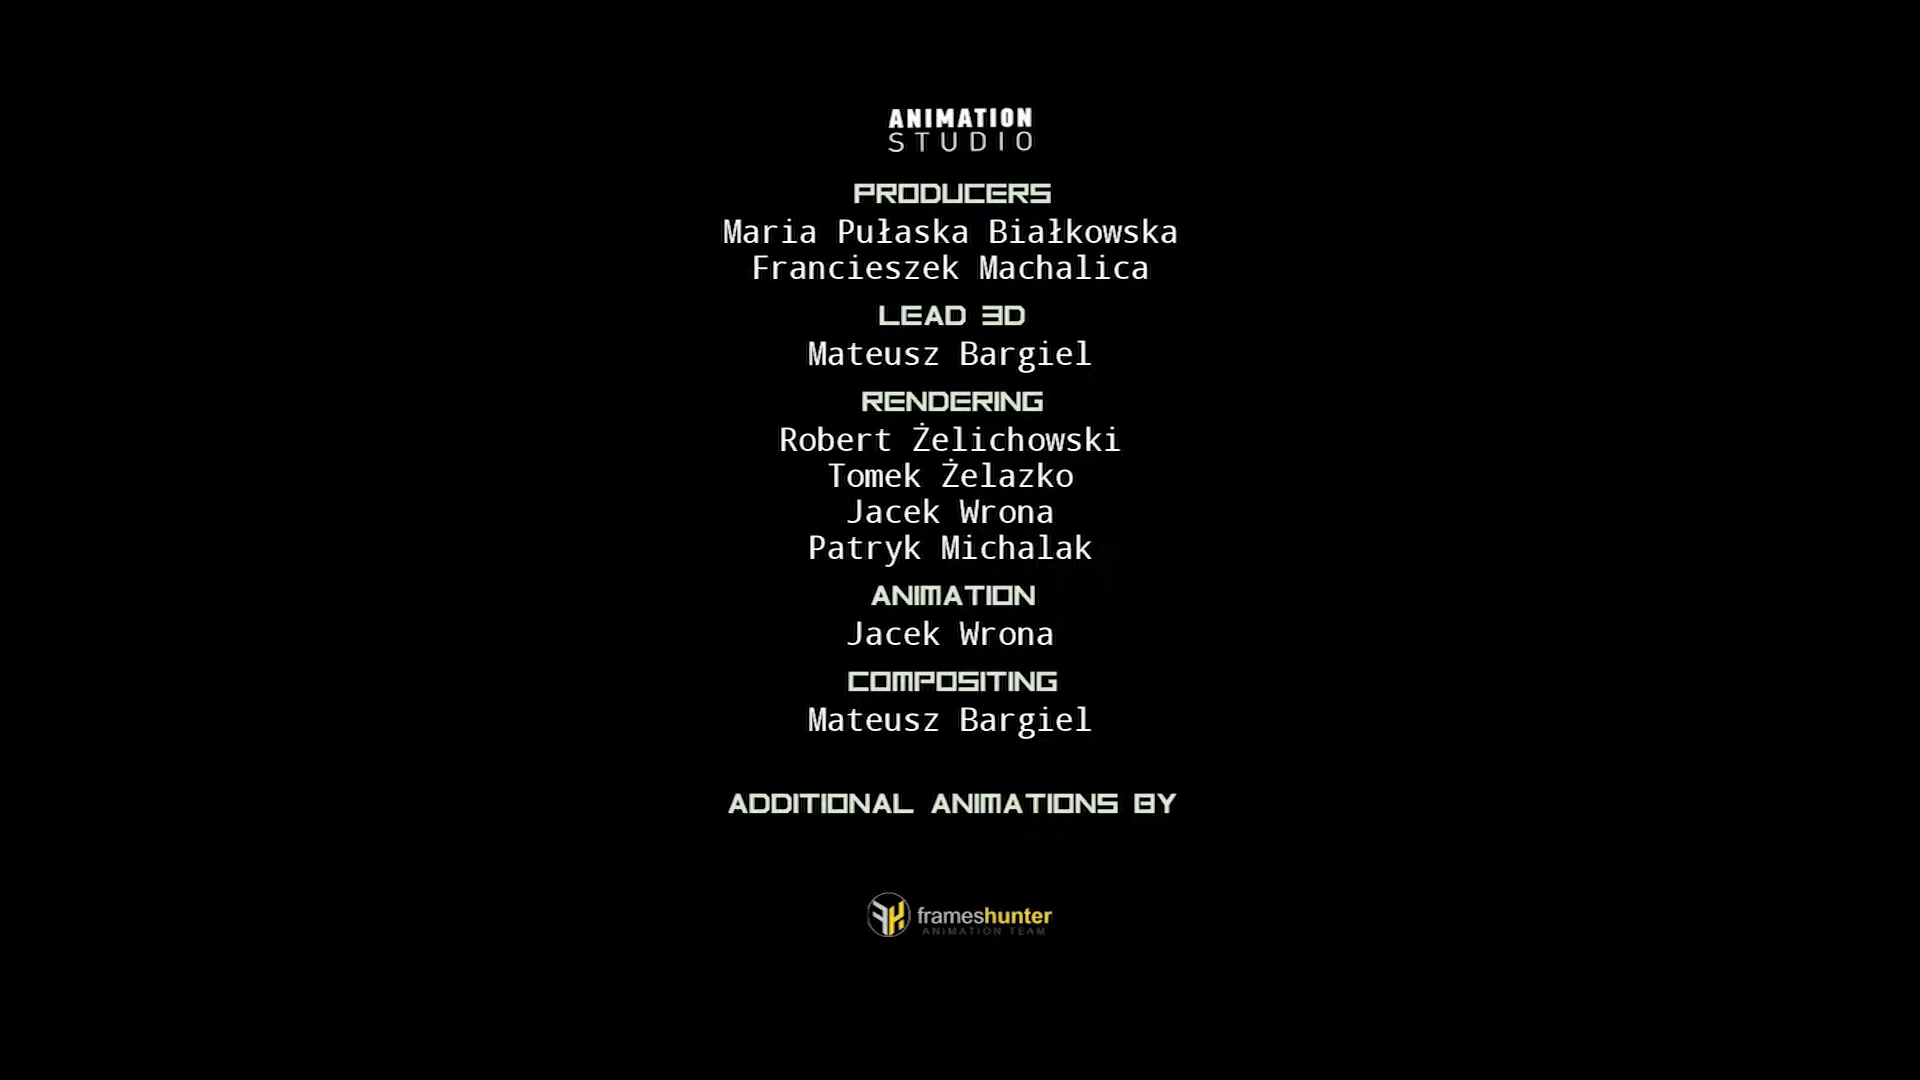 ANIMATION
STUDIO
PRODUCERS
Maria Pułaska Białkowska
Francieszek Machalica
LEAD 3D
Mateusz Bargiel
RENDERING
Robert Żelichowski
Tomek Żelazko
Jacek Wrona
Patryk Michalak
ANIMATION
Jacek Wrona
COMPOSITING
Mateusz Bargiel
ADDITIONAL ANIMATIONS BY
frameshunter
ANIMATION TEAM